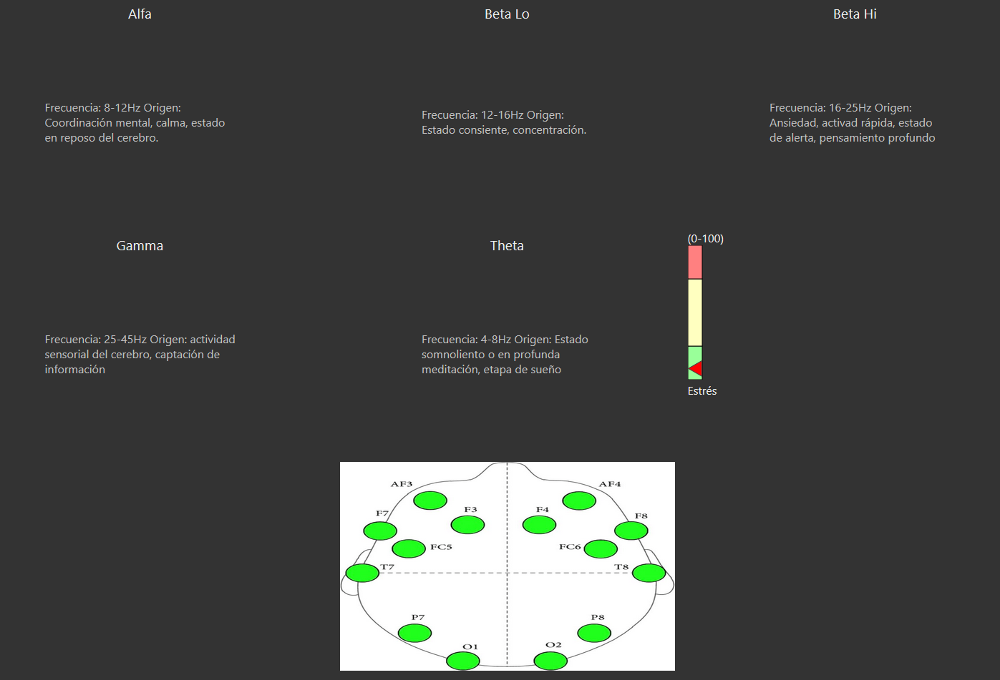 Alfa
Beta Lo
Beta Hi
Frecuencia: 8-12Hz Origen:
Coordinación mental, calma, estado
en reposo del cerebro.
Frecuencia: 12-16Hz Origen:
Estado consiente, concentración.
Frecuencia: 16-25Hz Origen:
Ansiedad, activad rápida, estado
de alerta, pensamiento profundo
Gamma
Theta
(0-100)
Frecuencia: 25-45Hz Origen: actividad
sensorial del cerebro, captación de
información
Frecuencia: 4-8Hz Origen: Estado
somnoliento o en profunda
meditación, etapa de sueño
Estrés
AF3
AF4
F7
F3
F4
F8
FC5
FC6
T7
T8
P7
P8
O1
O2